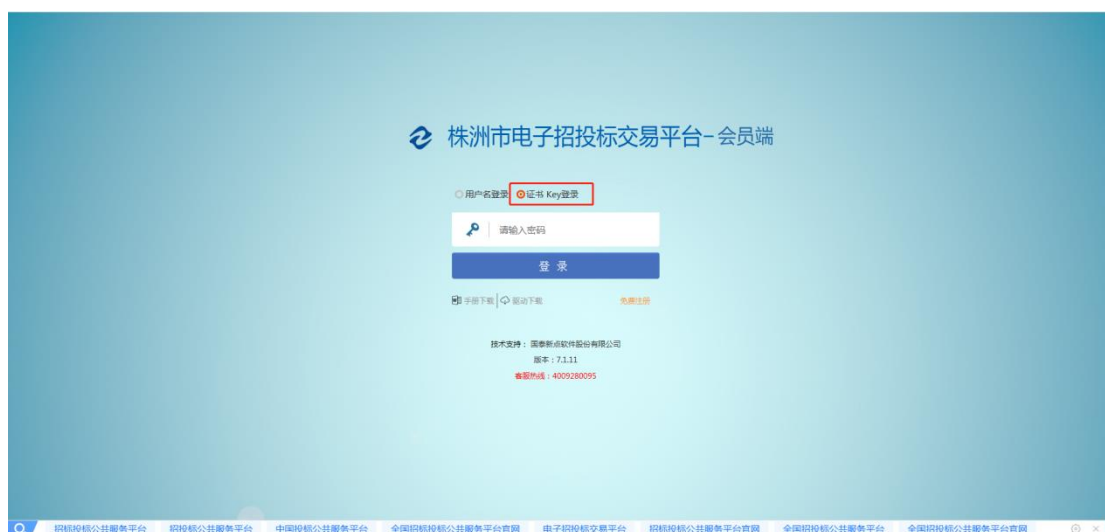 株洲市电子招投标交易平台-会员端
用户名登录 证书 Key登录
请输入密码
登 录
手册下载 驱动下载 免费注册
技术支持： 国泰新点软件股份有限公司
版本：7.1.11
客服热线：4009280095
招标投标公共服务平台 招投标公共服务平台 中国投标公共服务平台 全国招标投标公共服务平台官网 电子招投标交易平台 招标投标公共服务平台官网 全国招投标公共服务平台 全国招投标公共服务平台官网